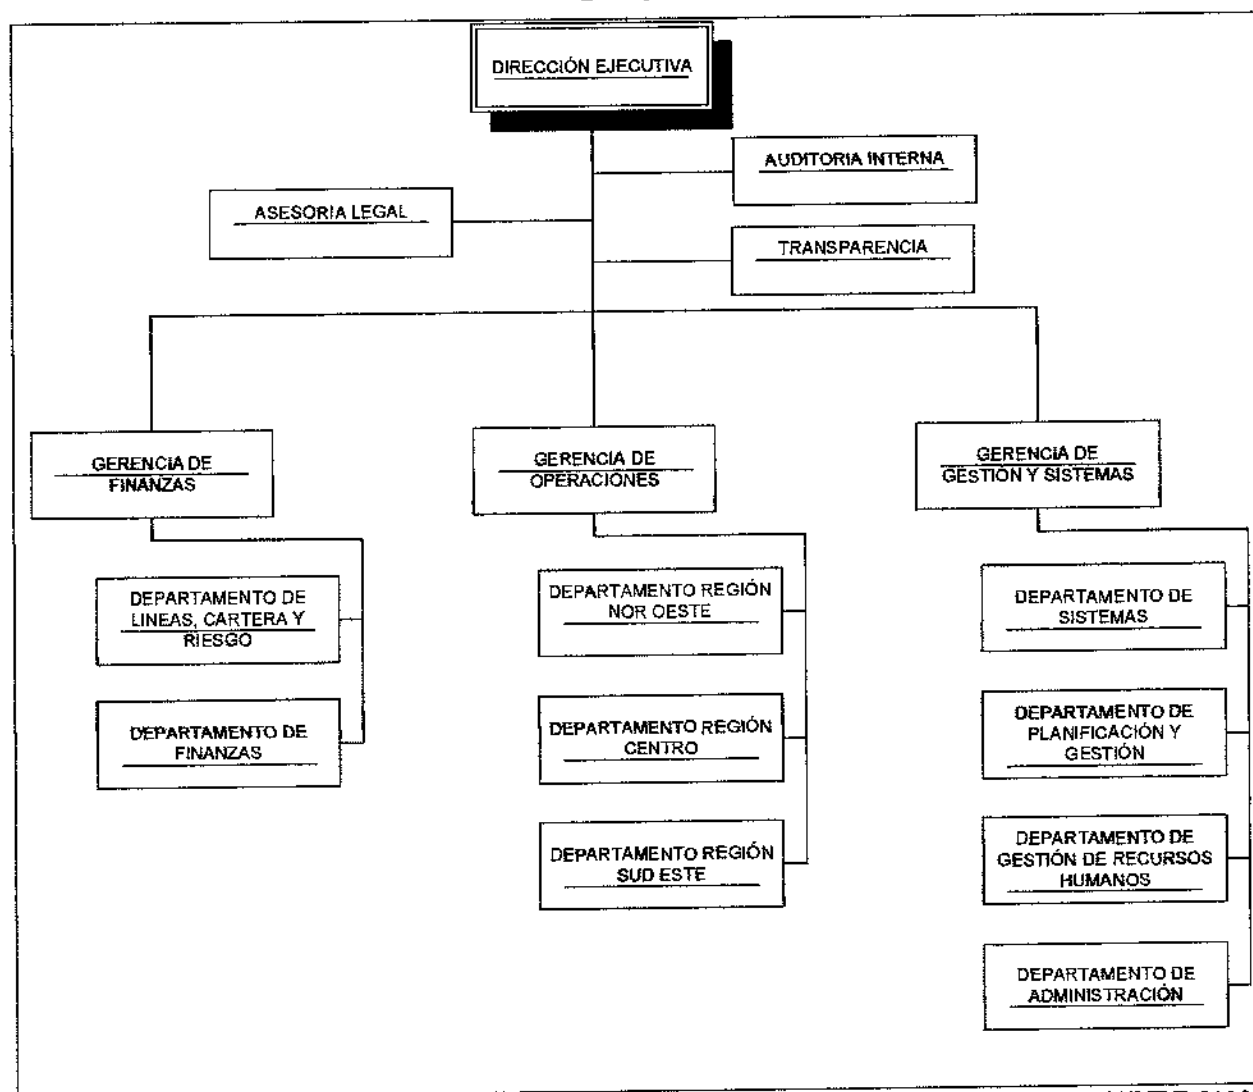 DIRECCIÓN EJECUTIVA
AUDITORIA INTERNA
ASESORIA LEGAL
TRANSPARENCIA
GERENCIA DE
FINANZAS
GERENCIA DE
OPERACIONES
GERENCIA DE
GESTIÓN Y SISTEMAS
DEPARTAMENTO DE
LINEAS, CARTERA Y
RIESGO
DEPARTAMENTO REGIÓN
NOR OESTE
DEPARTAMENTO DE
SISTEMAS
DEPARTAMENTO DE
FINANZAS
DEPARTAMENTO REGIÓN
CENTRO
DEPARTAMENTO DE
PLANIFICACIÓN Y
GESTIÓN
DEPARTAMENTO REGIÓN
SUD ESTE
DEPARTAMENTO DE
GESTIÓN DE RECURSOS
HUMANOS
DEPARTAMENTO DE
ADMINISTRACIÓN